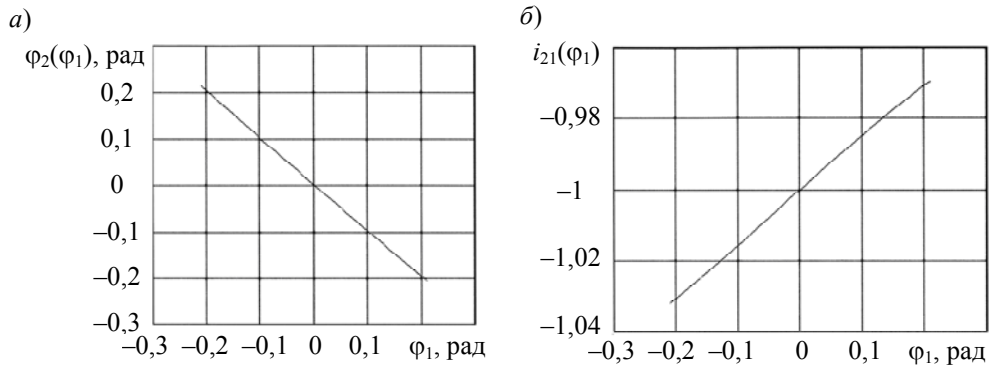 а)
φ₂(φ₁), рад
0,2
0,1
0
–0,1
–0,2
–0,3
–0,3 –0,2 –0,1 0 0,1 φ₁, рад
б)
i₂₁(φ₁)
–0,98
–1
–1,02
–1,04
–0,3 –0,2 –0,1 0 0,1 φ₁, рад